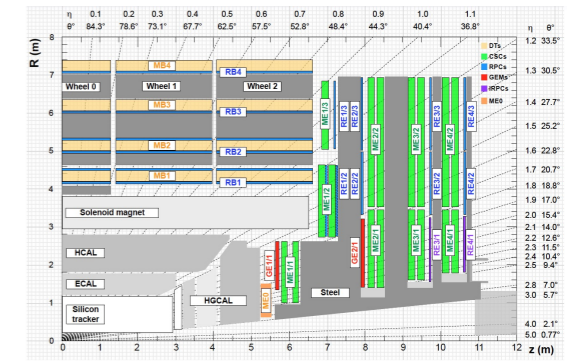 η 0.1 0.2 0.3 0.4 0.5 0.6 0.7 0.8 0.9 1.0 1.1
θ° 84.3° 78.6° 73.1° 67.7° 62.5° 57.5° 52.8° 48.4° 44.3° 40.4° 36.8°
η θ°
R (m)
8
7
6
5
4
3
2
1
0
1.2 33.5°
1.3 30.5°
1.4 27.7°
1.5 25.2°
1.6 22.8°
1.7 20.7°
1.8 18.8°
1.9 17.0°
2.0 15.4°
2.1 14.0°
2.2 12.6°
2.3 11.5°
2.4 10.4°
2.5 9.4°
2.8 7.0°
3.0 5.7°
4.0 2.1°
5.0 0.77°
DTs
CSCs
RPCs
GEMs
iRPCs
ME0
MB4
RB4
Wheel 0
Wheel 1
Wheel 2
MB3
RB3
MB2
RB2
MB1
RB1
Solenoid magnet
HCAL
ECAL
Silicon
tracker
HGCAL
Steel
ME0
GE1/1
ME1/1
ME1/2
ME1/3
RE1/3
RE2/3
RE1/2
RE2/2
GE2/1
ME2/1
ME2/2
ME3/2
RE3/3
ME4/2
RE4/3
RE3/2
RE4/2
ME3/1
RE3/1
ME4/1
RE4/1
0 1 2 3 4 5 6 7 8 9 10 11 12
z (m)